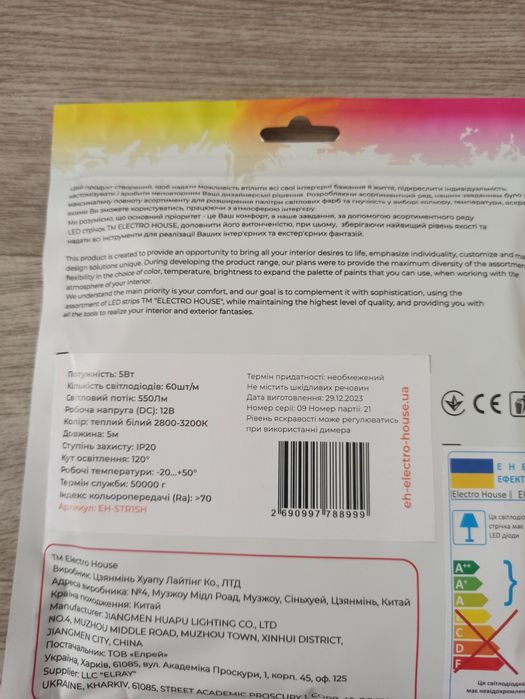 Цей продукт створений, щоб надати можливість втілити всі свої інтер'єрні бажання в життя, підкреслити індивідуальність,
кастомізувати і зробити неповторним Ваші дизайнерські рішення. Розробляючи асортиментний ряд, нашим завданням було
максимальну повноту асортименту для розширення палітри світлових фарб та гнучкість у виборі кольору, температури, яскра
якими Ви зможете користуватись, працюючи з атмосферою інтер'єру.
Ми розуміємо, що основний пріоритет - це Ваш комфорт, а наше завдання, за допомогою асортиментного ряду
LED стрічок ТМ ELECTRO HOUSE, доповнити його витонченістю, при цьому, зберігаючи найвищий рівень якості та
надати всі інструменти для реалізації Ваших інтер'єрних та екстер'єрних фантазій.
This product is created to provide an opportunity to bring all your interior desires to life, emphasize individuality, customize and ma
design solutions unique. During developing the product range, our plans were to provide the maximum diversity of the assortmen
flexibility in the choice of color, temperature, brightness to expand the palette of paints that you can use, when working with the
atmosphere of your interior.
We understand the main priority is your comfort, and our goal is to complement it with sophistication, using the
assortment of LED strips TM "ELECTRO HOUSE", while maintaining the highest level of quality, and providing you with
all the tools to realize your interior and exterior fantasies.
Потужність: 5Вт
Кількість світлодіодів: 60шт/м
Світловий потік: 550Лм
Робоча напруга (DC): 12В
Колір: теплий білий 2800-3200К
Довжина: 5м
Ступінь захисту: IP20
Кут освітлення: 120°
Робочі температури: -20...+50°
Термін служби: 50000 г
Індекс кольоропередачі (Ra): >70
Артикул: EH-STR1SH
Термін придатності: необмежений
Не містить шкідливих речовин
Дата виготовлення: 29.12.2023
Номер серії: 09 Номер партії: 21
Рівень яскравості може регулюватись
при використанні димера
2 690997 788999
eh-electro-house.ua
CE
Е Н Е
ЕФЕКТ
Electro House
Ця світлодіо
стрічка має
LED діоди
A++
A+
A
B
C
D
E
Ці світлодіод
має
невідокремлю
ТМ Electro House
Виробник: Цзянмінь Хуапу Лайтінг Ко., ЛТД
Адреса виробника: №4, Музжоу Мідл Роад, Музжоу, Сіньхуей, Цзянмінь, Китай
Країна походження: Китай
Manufacturer: JIANGMEN HUAPU LIGHTING CO., LTD
NO.4, MUZHOU MIDDLE ROAD, MUZHOU TOWN, XINHUI DISTRICT,
JIANGMEN CITY, CHINA
Постачальник: ТОВ «Елрей»
Україна, Харків, 61085, вул. Академіка Проскури, 1, корп. 45, оф. 125
Supplier: LLC "ELRAY"
UKRAINE, KHARKIV, 61085, STREET ACADEMIC PROSCURY 1,